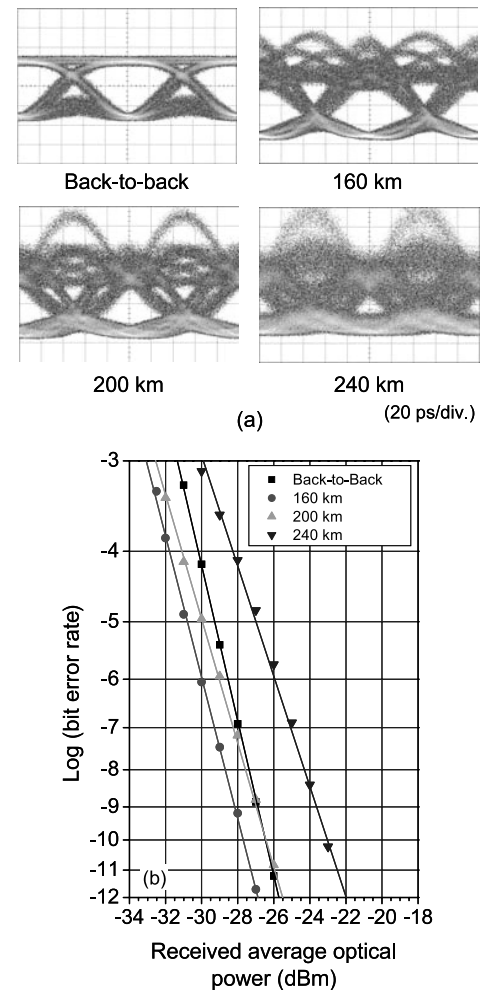 Back-to-back
160 km
200 km
240 km
(a)
(20 ps/div.)
-3
-4
-5
-6
-7
-8
-9
-10
-11
-12
Log (bit error rate)
Back-to-Back
160 km
200 km
240 km
(b)
-34 -32 -30 -28 -26 -24 -22 -20 -18
Received average optical
power (dBm)